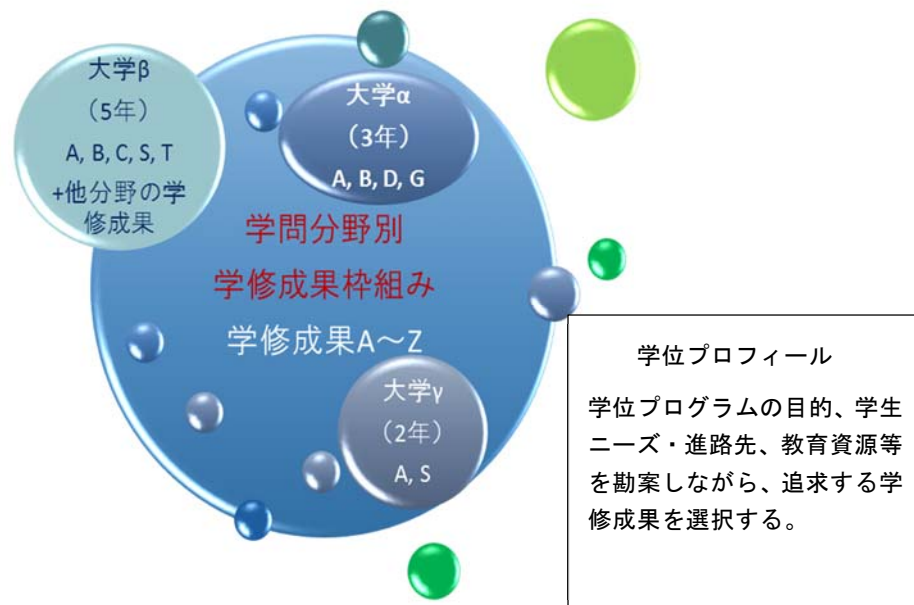 大学β
（5年）
A, B, C, S, T
+他分野の学
修成果
大学α
（3年）
A, B, D, G
学問分野別
学修成果枠組み
学修成果A～Z
大学γ
（2年）
A, S
学位プロフィール
学位プログラムの目的、学生
ニーズ・進路先、教育資源等
を勘案しながら、追求する学
修成果を選択する。